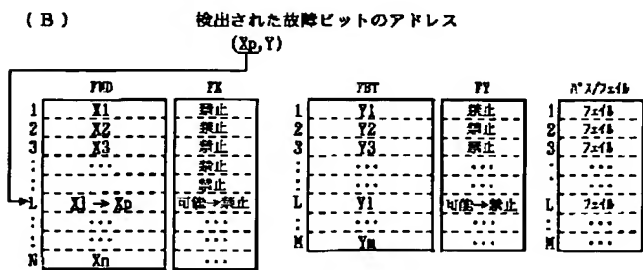 (B) 検出された故障ビットのアドレス
(Xp,Y)
FWD FX FBT FY パス/フェイル
1 X1 禁止 1 Y1 禁止 1 フェイル
2 X2 禁止 2 Y2 禁止 2 フェイル
3 X3 禁止 3 Y3 禁止 3 フェイル
・ ・・・ 禁止 ・ ・・・ ・・・ ・ ・・・
・ ・・・ 禁止 ・ ・・・ ・・・ ・ ・・・
L Xl→Xp 可能→禁止 L Yl 可能→禁止 L フェイル
・ ・・・ ・・・ ・ ・・・ ・・・ ・ ・・・
・ ・・・ ・・・ ・ ・・・ ・・・ ・ ・・・
N Xn ・・・ M Ym ・・・ M ・・・